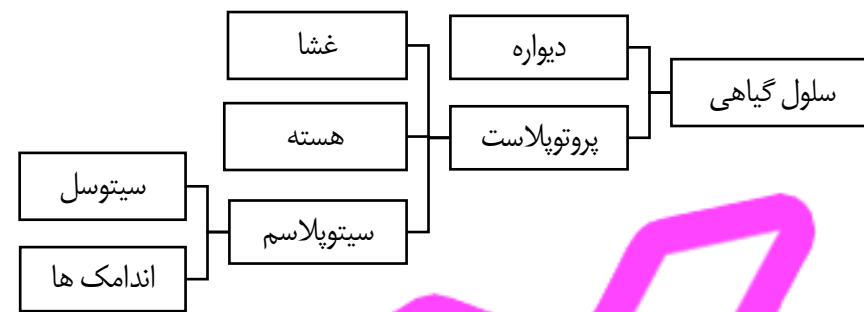 سلول گیاهی
دیواره
پروتوپلاست
غشا
هسته
سیتوپلاسم
سیتوسل
اندامک ها